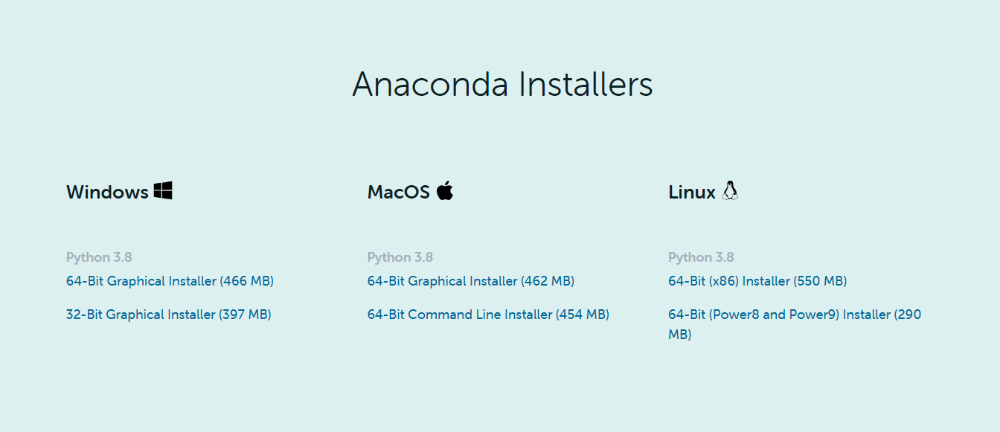 Anaconda Installers
Windows
Python 3.8
64-Bit Graphical Installer (466 MB)
32-Bit Graphical Installer (397 MB)
MacOS
Python 3.8
64-Bit Graphical Installer (462 MB)
64-Bit Command Line Installer (454 MB)
Linux
Python 3.8
64-Bit (x86) Installer (550 MB)
64-Bit (Power8 and Power9) Installer (290
MB)